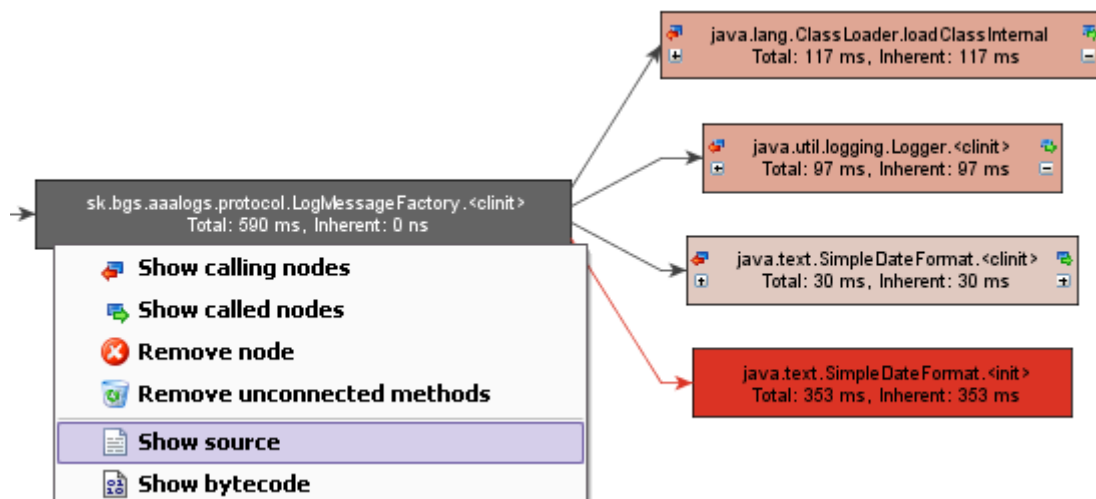 java.lang.ClassLoader.loadClassInternal
Total: 117 ms, Inherent: 117 ms
java.util.logging.Logger.<clinit>
Total: 97 ms, Inherent: 97 ms
sk.bgs.aaalogs.protocol.LogMessageFactory.<clinit>
Total: 590 ms, Inherent: 0 ns
java.text.SimpleDateFormat.<clinit>
Total: 30 ms, Inherent: 30 ms
java.text.SimpleDateFormat.<init>
Total: 353 ms, Inherent: 353 ms
Show calling nodes
Show called nodes
Remove node
Remove unconnected methods
Show source
Show bytecode